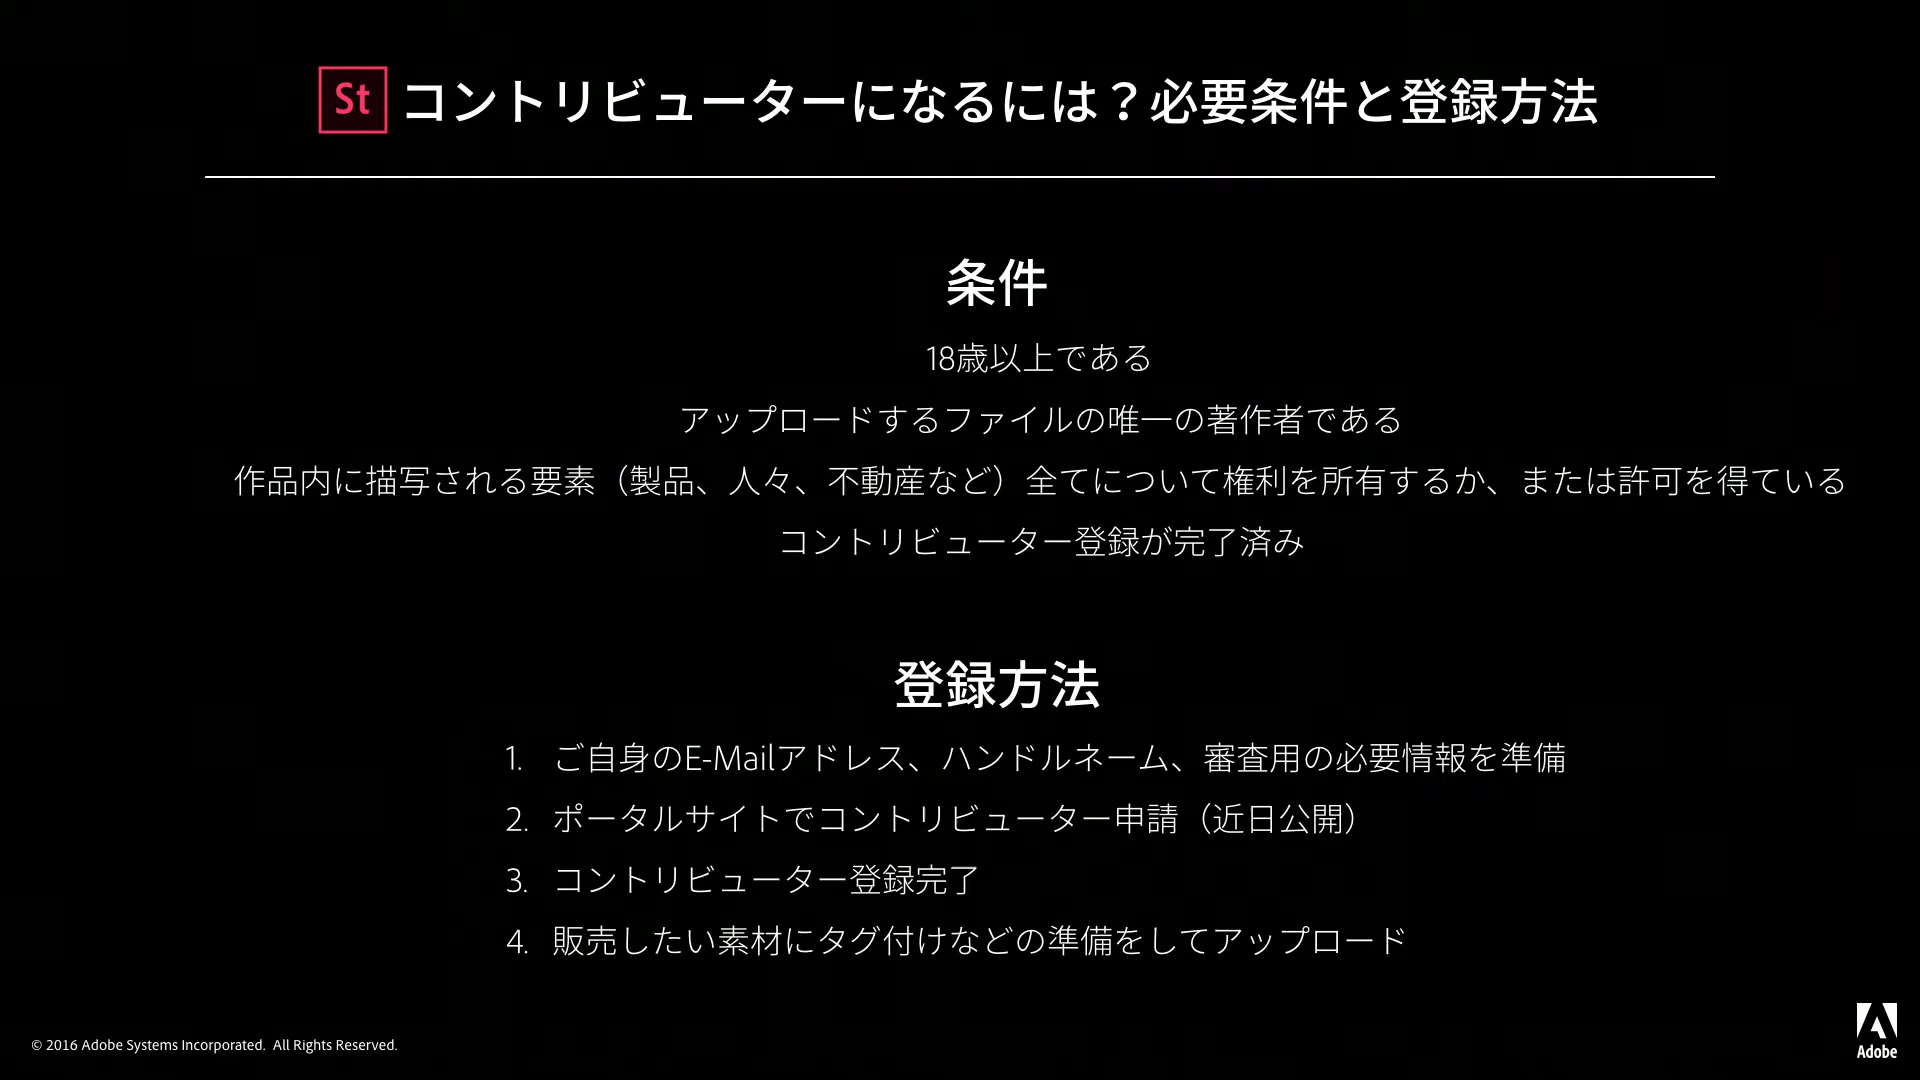 St コントリビューターになるには？必要条件と登録方法
条件
18歳以上である
アップロードするファイルの唯一の著作者である
作品内に描写される要素（製品、人々、不動産など）全てについて権利を所有するか、または許可を得ている
コントリビューター登録が完了済み
登録方法
1. ご自身のE-Mailアドレス、ハンドルネーム、審査用の必要情報を準備
2. ポータルサイトでコントリビューター申請（近日公開）
3. コントリビューター登録完了
4. 販売したい素材にタグ付けなどの準備をしてアップロード
© 2016 Adobe Systems Incorporated. All Rights Reserved.
Adobe